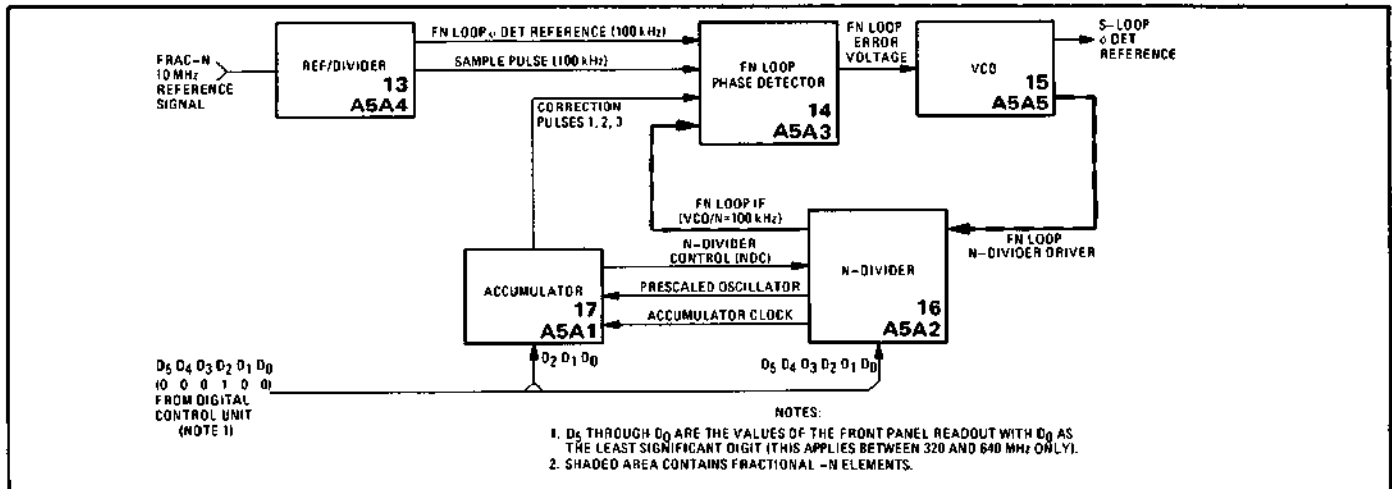 FRAC-N
10 MHz
REFERENCE
SIGNAL
REF/DIVIDER
13
A5A4
FN LOOP φ DET REFERENCE (100 kHz)
SAMPLE PULSE (100 kHz)
CORRECTION
PULSES 1, 2, 3
FN LOOP
PHASE DETECTOR
14
A5A3
FN LOOP
ERROR
VOLTAGE
VCO
15
A5A5
S-LOOP
φ DET
REFERENCE
FN LOOP IF
(VCO/N=100 kHz)
N-DIVIDER
CONTROL (NDC)
PRESCALED OSCILLATOR
ACCUMULATOR CLOCK
ACCUMULATOR
17
A5A1
N-DIVIDER
16
A5A2
FN LOOP
N-DIVIDER DRIVER
D2 D1 D0
D5 D4 D3 D2 D1 D0
D5 D4 D3 D2 D1 D0
(0 0 0 1 0 0)
FROM DIGITAL
CONTROL UNIT
(NOTE 1)
NOTES:
1. D5 THROUGH D0 ARE THE VALUES OF THE FRONT PANEL READOUT WITH D0 AS
THE LEAST SIGNIFICANT DIGIT (THIS APPLIES BETWEEN 320 AND 640 MHz ONLY).
2. SHADED AREA CONTAINS FRACTIONAL -N ELEMENTS.